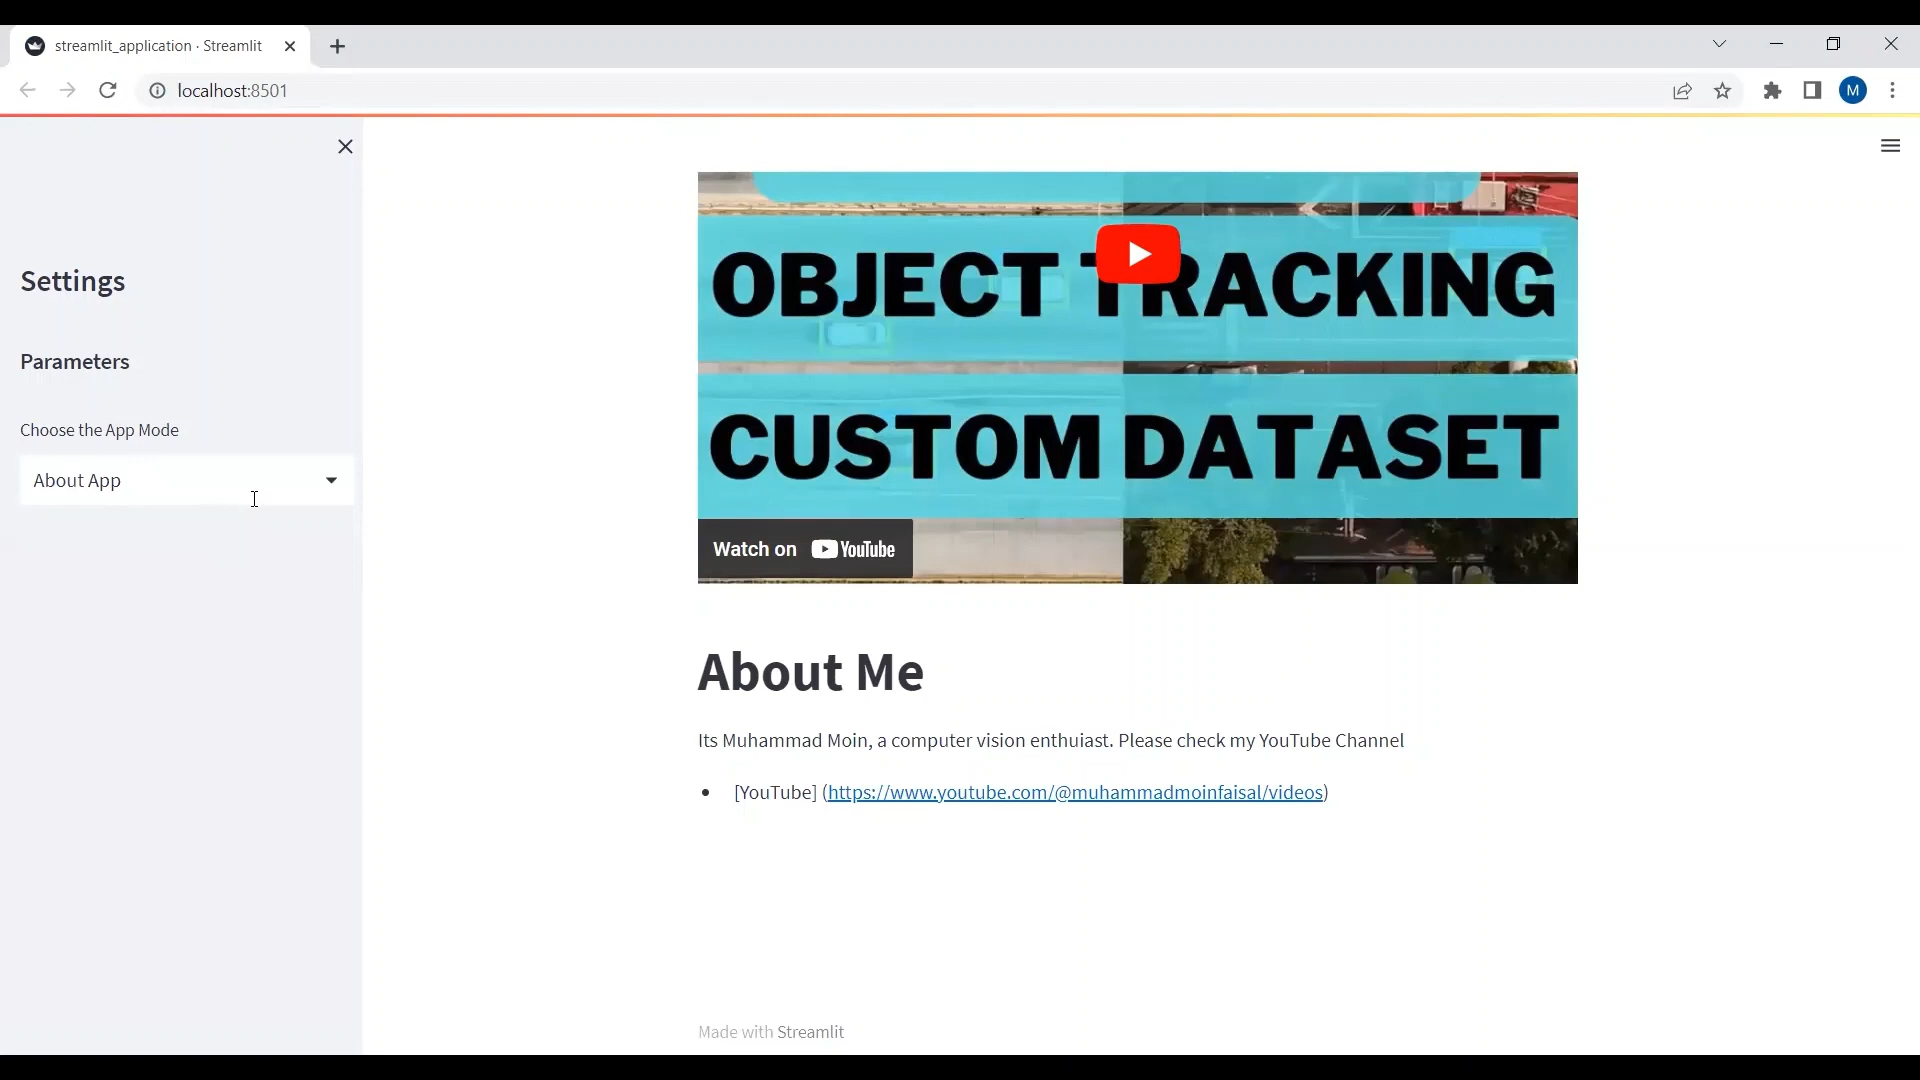 streamlit_application · Streamlit
localhost:8501
M
Settings
Parameters
Choose the App Mode
About App
OBJECT TRACKING
CUSTOM DATASET
Watch on YouTube
About Me
Its Muhammad Moin, a computer vision enthuiast. Please check my YouTube Channel
• [YouTube] (https://www.youtube.com/@muhammadmoinfaisal/videos)
Made with Streamlit